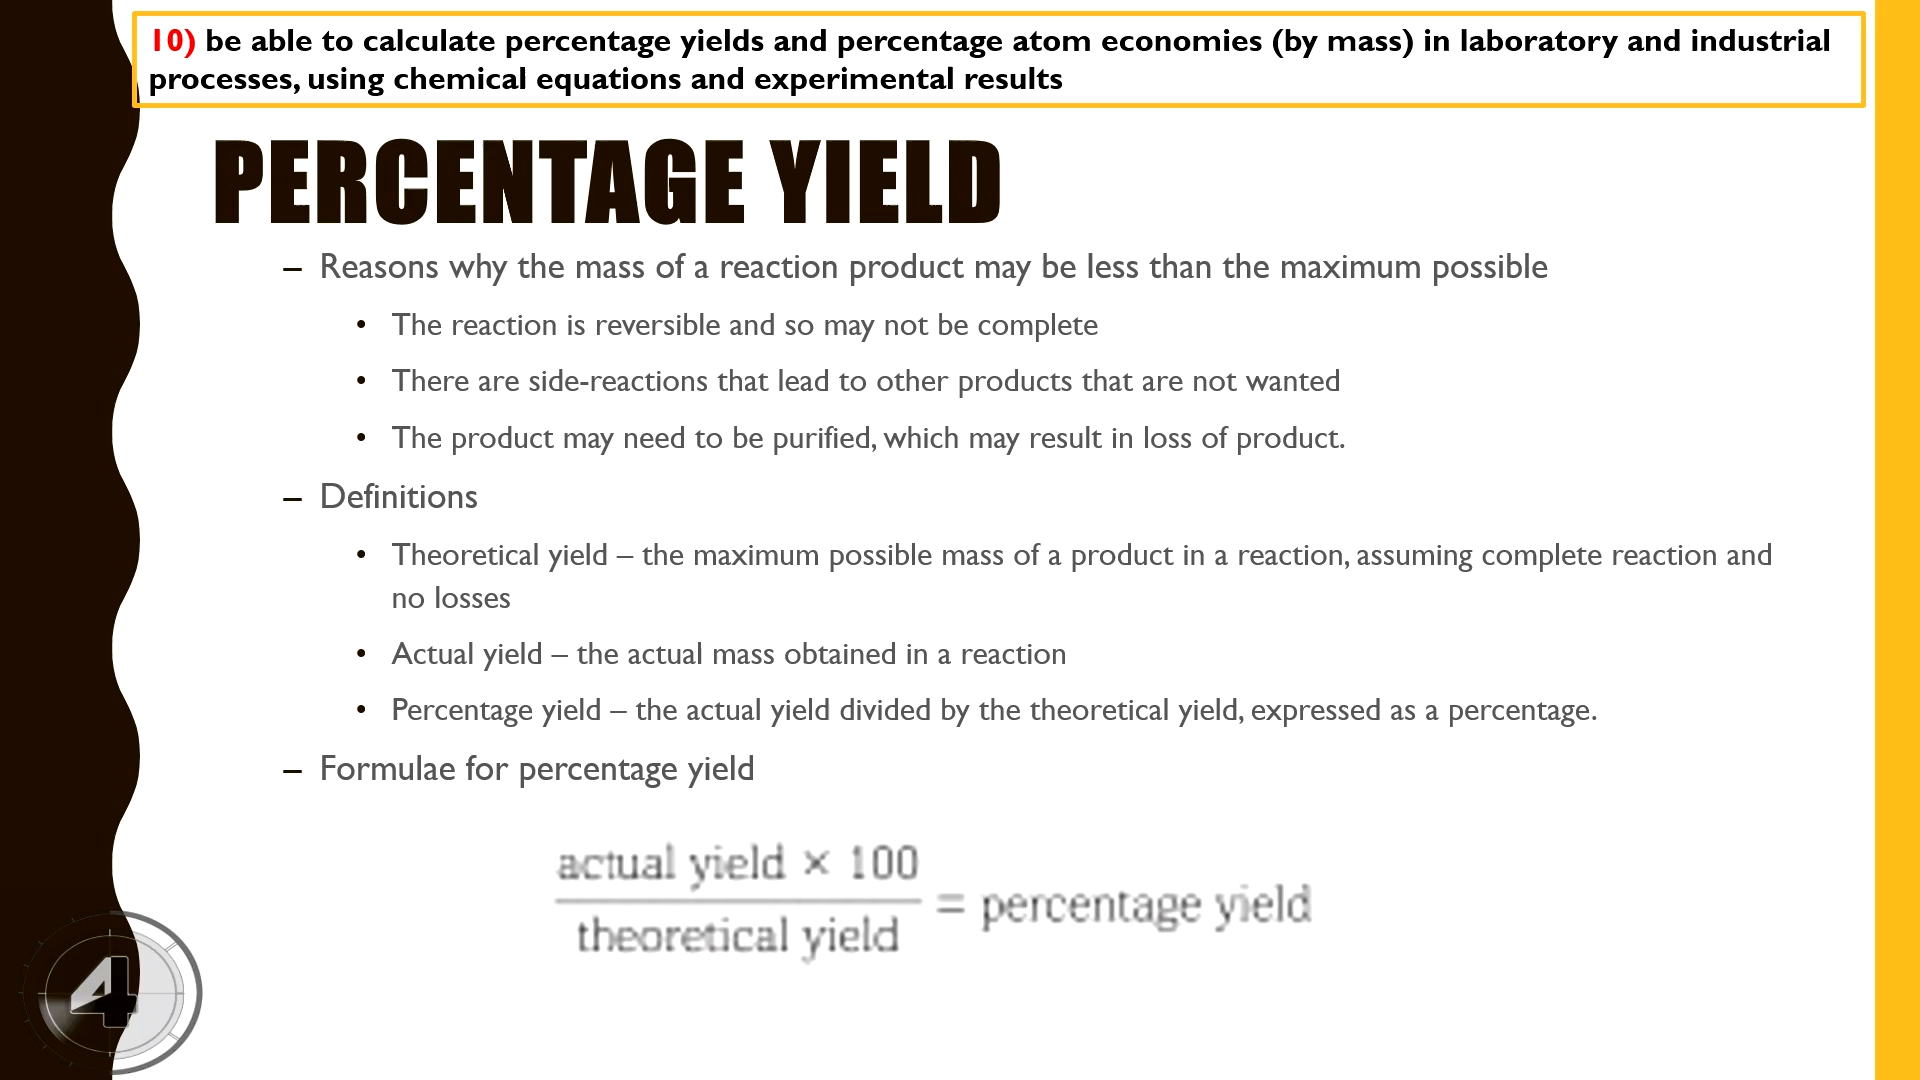 10) be able to calculate percentage yields and percentage atom economies (by mass) in laboratory and industrial
processes, using chemical equations and experimental results
PERCENTAGE YIELD
– Reasons why the mass of a reaction product may be less than the maximum possible
• The reaction is reversible and so may not be complete
• There are side-reactions that lead to other products that are not wanted
• The product may need to be purified, which may result in loss of product.
– Definitions
• Theoretical yield – the maximum possible mass of a product in a reaction, assuming complete reaction and
no losses
• Actual yield – the actual mass obtained in a reaction
• Percentage yield – the actual yield divided by the theoretical yield, expressed as a percentage.
– Formulae for percentage yield
actual yield × 100
theoretical yield
= percentage yield
4